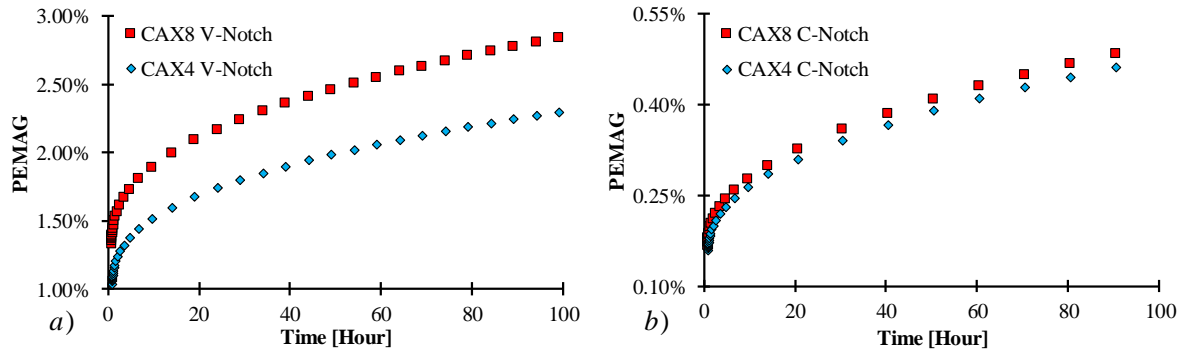 3.00%
2.50%
2.00%
1.50%
1.00%
PEMAG
CAX8 V-Notch
CAX4 V-Notch
0 20 40 60 80 100
Time [Hour]
a)
0.55%
0.40%
0.25%
0.10%
PEMAG
CAX8 C-Notch
CAX4 C-Notch
0 20 40 60 80 100
Time [Hour]
b)